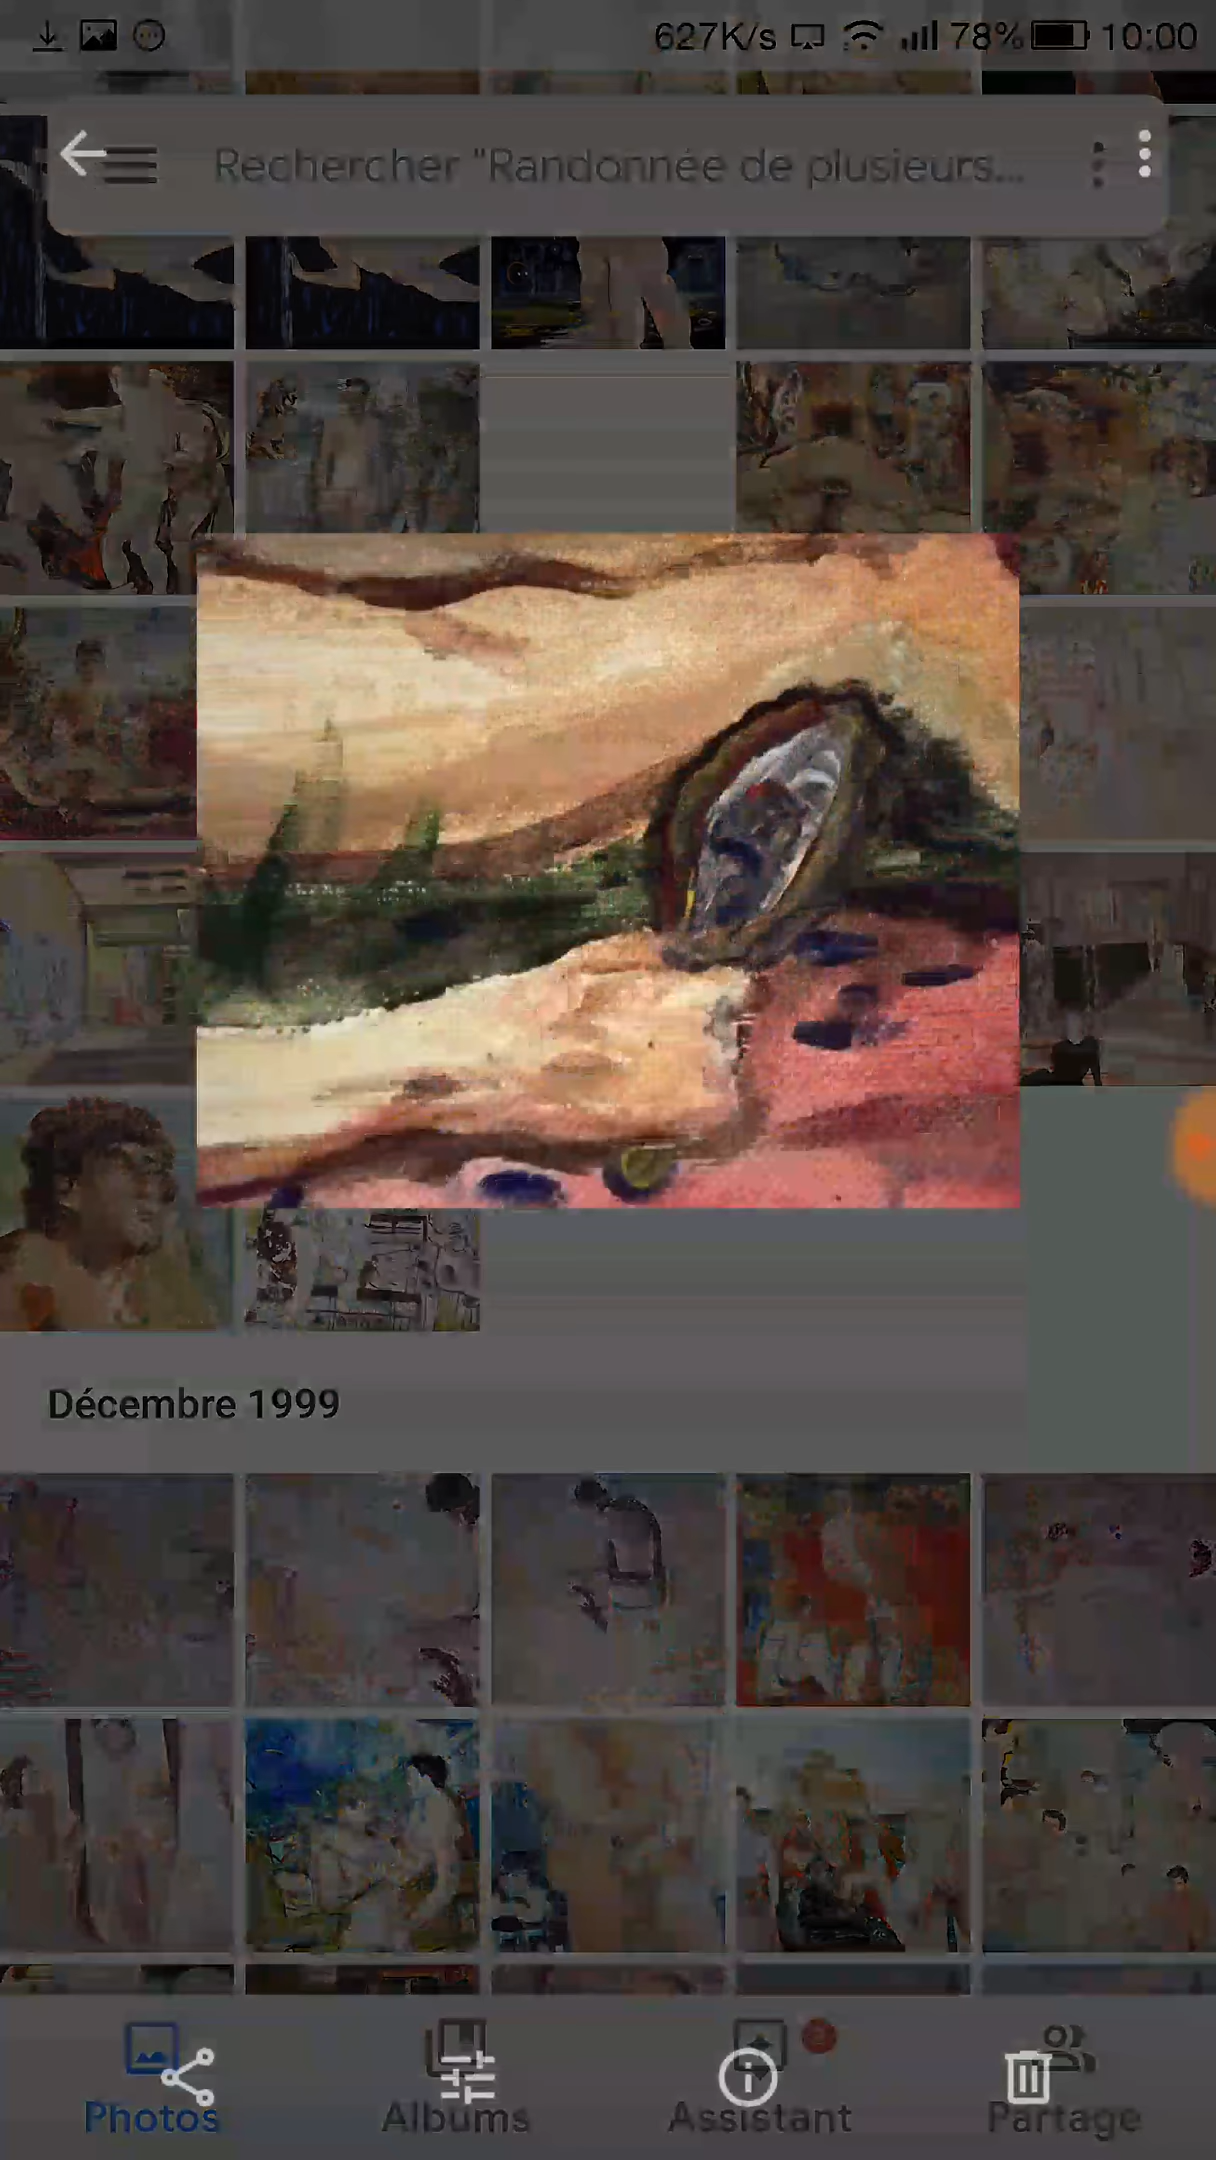 627K/s 78% 10:00
Rechercher "Randonnée de plusieurs...
Décembre 1999
Photos Albums Assistant Partage